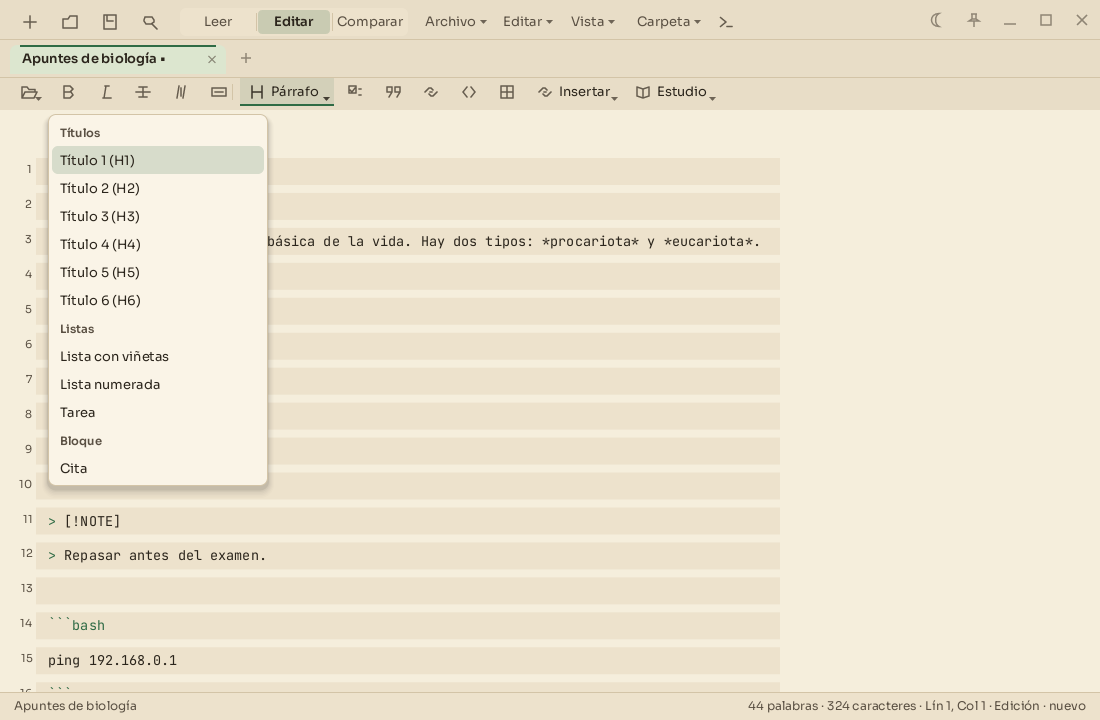 Leer Editar Comparar Archivo Editar Vista Carpeta
Apuntes de biología •
Párrafo Insertar Estudio
Títulos
1
Título 1 (H1)
2
Título 2 (H2)
Título 3 (H3)
3 básica de la vida. Hay dos tipos: *procariota* y *eucariota*.
Título 4 (H4)
4
Título 5 (H5)
5
Título 6 (H6)
Listas
6
Lista con viñetas
7
Lista numerada
8
Tarea
Bloque
9
Cita
10
11 > [!NOTE]
12 > Repasar antes del examen.
13
14 ```bash
15 ping 192.168.0.1
16 ```
Apuntes de biología 44 palabras · 324 caracteres · Lín 1, Col 1 · Edición · nuevo